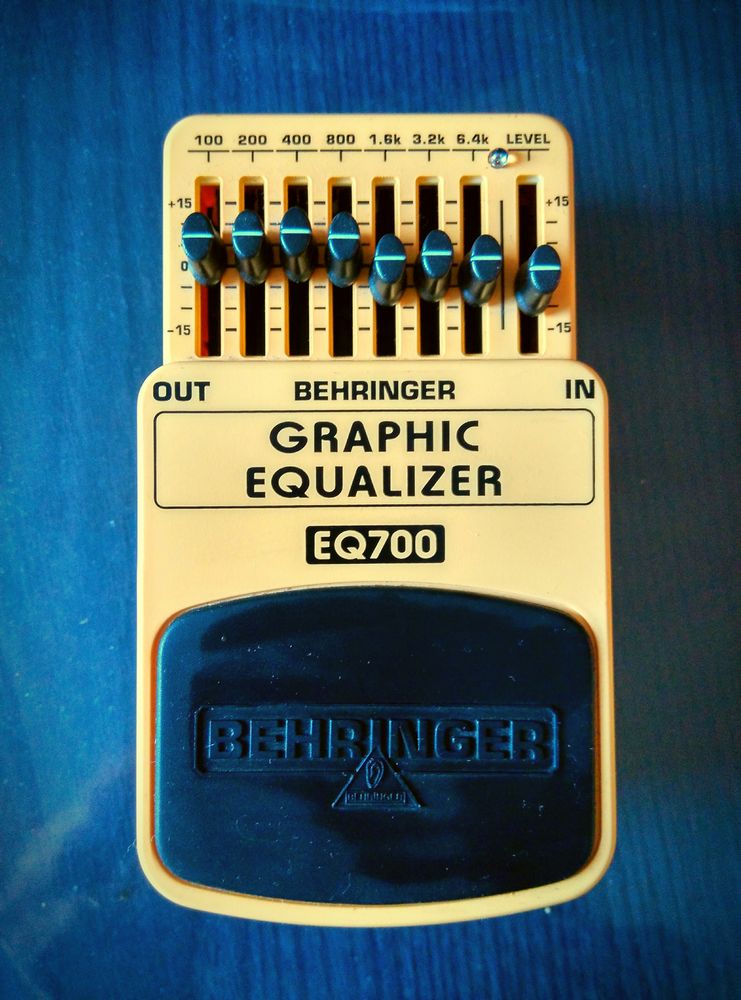 100 200 400 800 1.6k 3.2k 6.4k LEVEL
+15 +15
0
-15 -15
OUT BEHRINGER IN
GRAPHIC
EQUALIZER
EQ700
BEHRINGER
BEHRINGER